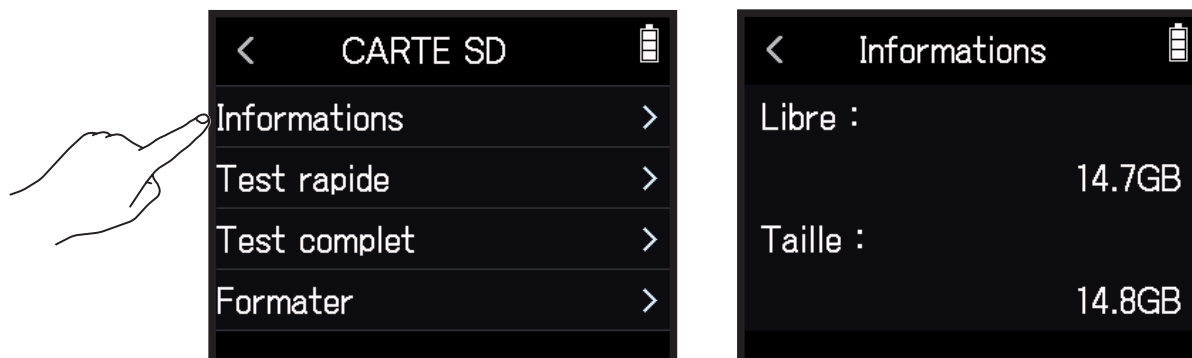 CARTE SD
Informations
Test rapide
Test complet
Formater
Informations
Libre :
14.7GB
Taille :
14.8GB